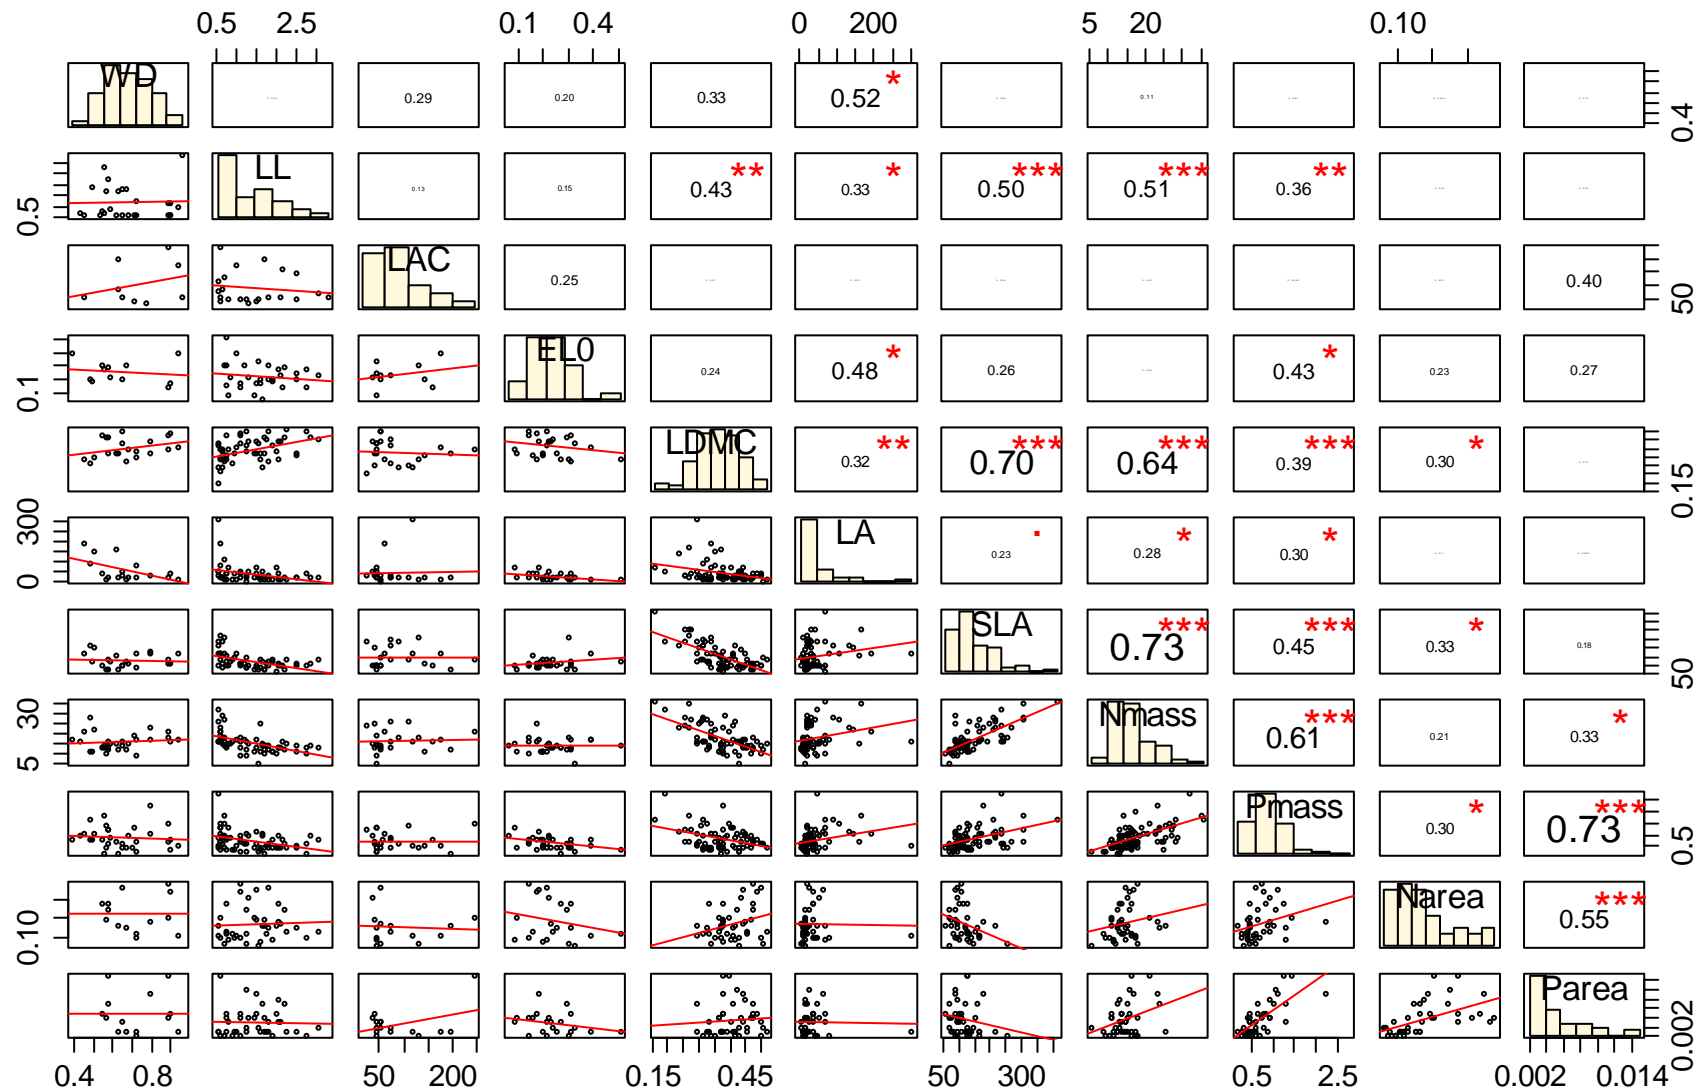 0.5 2.5 0.1 0.4 0 200 5 20 0.10
WD 0.29 0.20 0.33 0.52 * 0.11 0.4
0.5 LL 0.13 0.15 0.43 ** 0.33 * 0.50 *** 0.51 *** 0.36 **
LAC 0.25 0.40 50
0.1 EL0 0.24 0.48 * 0.26 0.43 * 0.23 0.27
LDMC 0.32 ** 0.70 *** 0.64 *** 0.39 *** 0.30 * 0.15
0 300 LA 0.23 . 0.28 * 0.30 *
SLA 0.73 *** 0.45 *** 0.33 * 0.18 50
5 30 Nmass 0.61 *** 0.21 0.33 *
Pmass 0.30 * 0.73 *** 0.5
0.10 Narea 0.55 ***
Parea 0.002
0.4 0.8 50 200 0.15 0.45 50 300 0.5 2.5 0.002 0.014